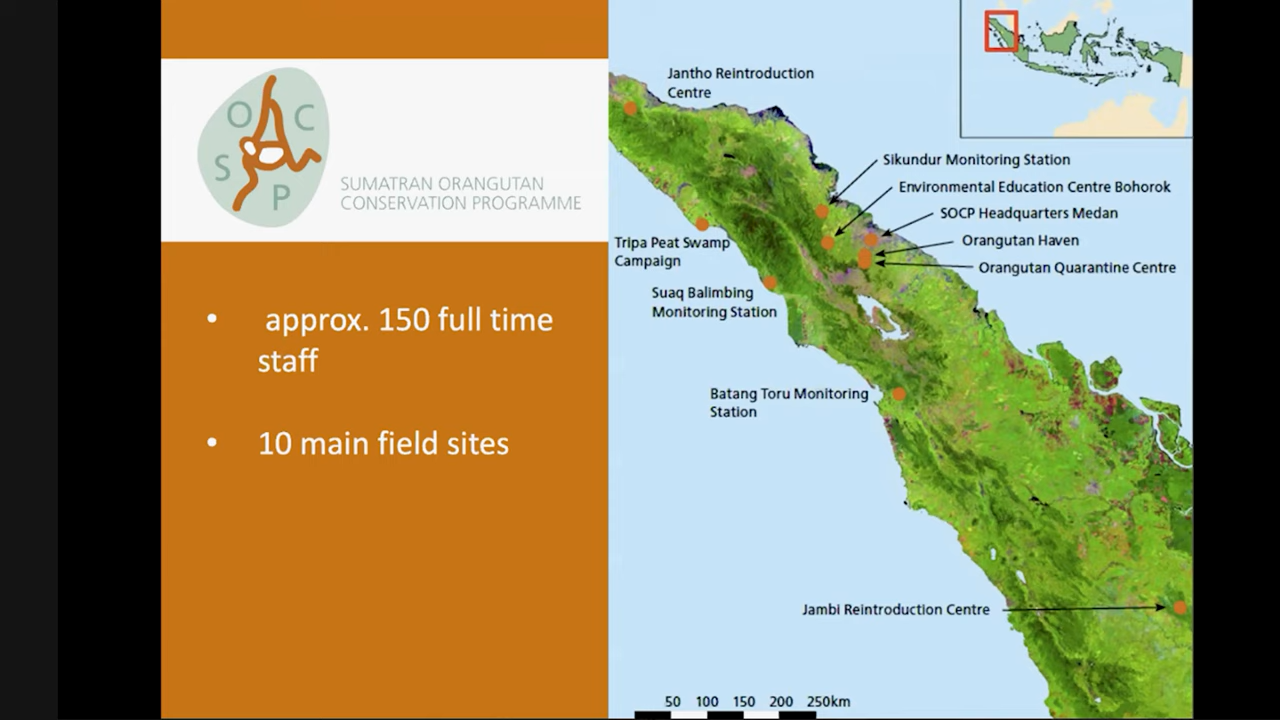 O C
S P
SUMATRAN ORANGUTAN
CONSERVATION PROGRAMME
• approx. 150 full time
staff
• 10 main field sites
Jantho Reintroduction
Centre
Sikundur Monitoring Station
Environmental Education Centre Bohorok
SOCP Headquarters Medan
Orangutan Haven
Orangutan Quarantine Centre
Tripa Peat Swamp
Campaign
Suaq Balimbing
Monitoring Station
Batang Toru Monitoring
Station
Jambi Reintroduction Centre
50 100 150 200 250km